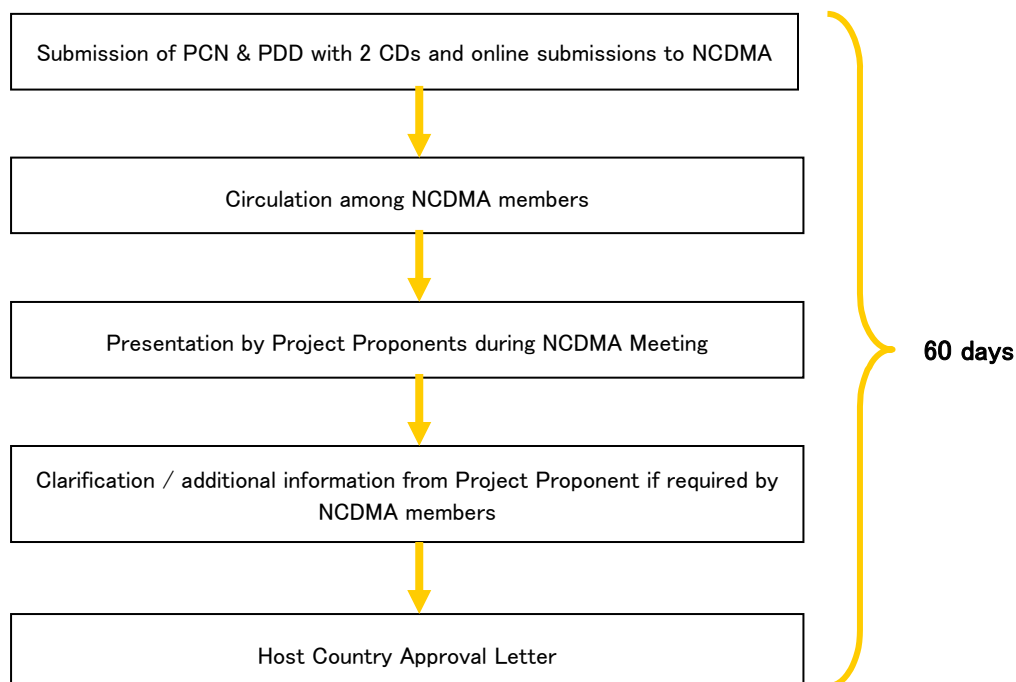 Submission of PCN & PDD with 2 CDs and online submissions to NCDMA
Circulation among NCDMA members
Presentation by Project Proponents during NCDMA Meeting
60 days
Clarification / additional information from Project Proponent if required by
NCDMA members
Host Country Approval Letter